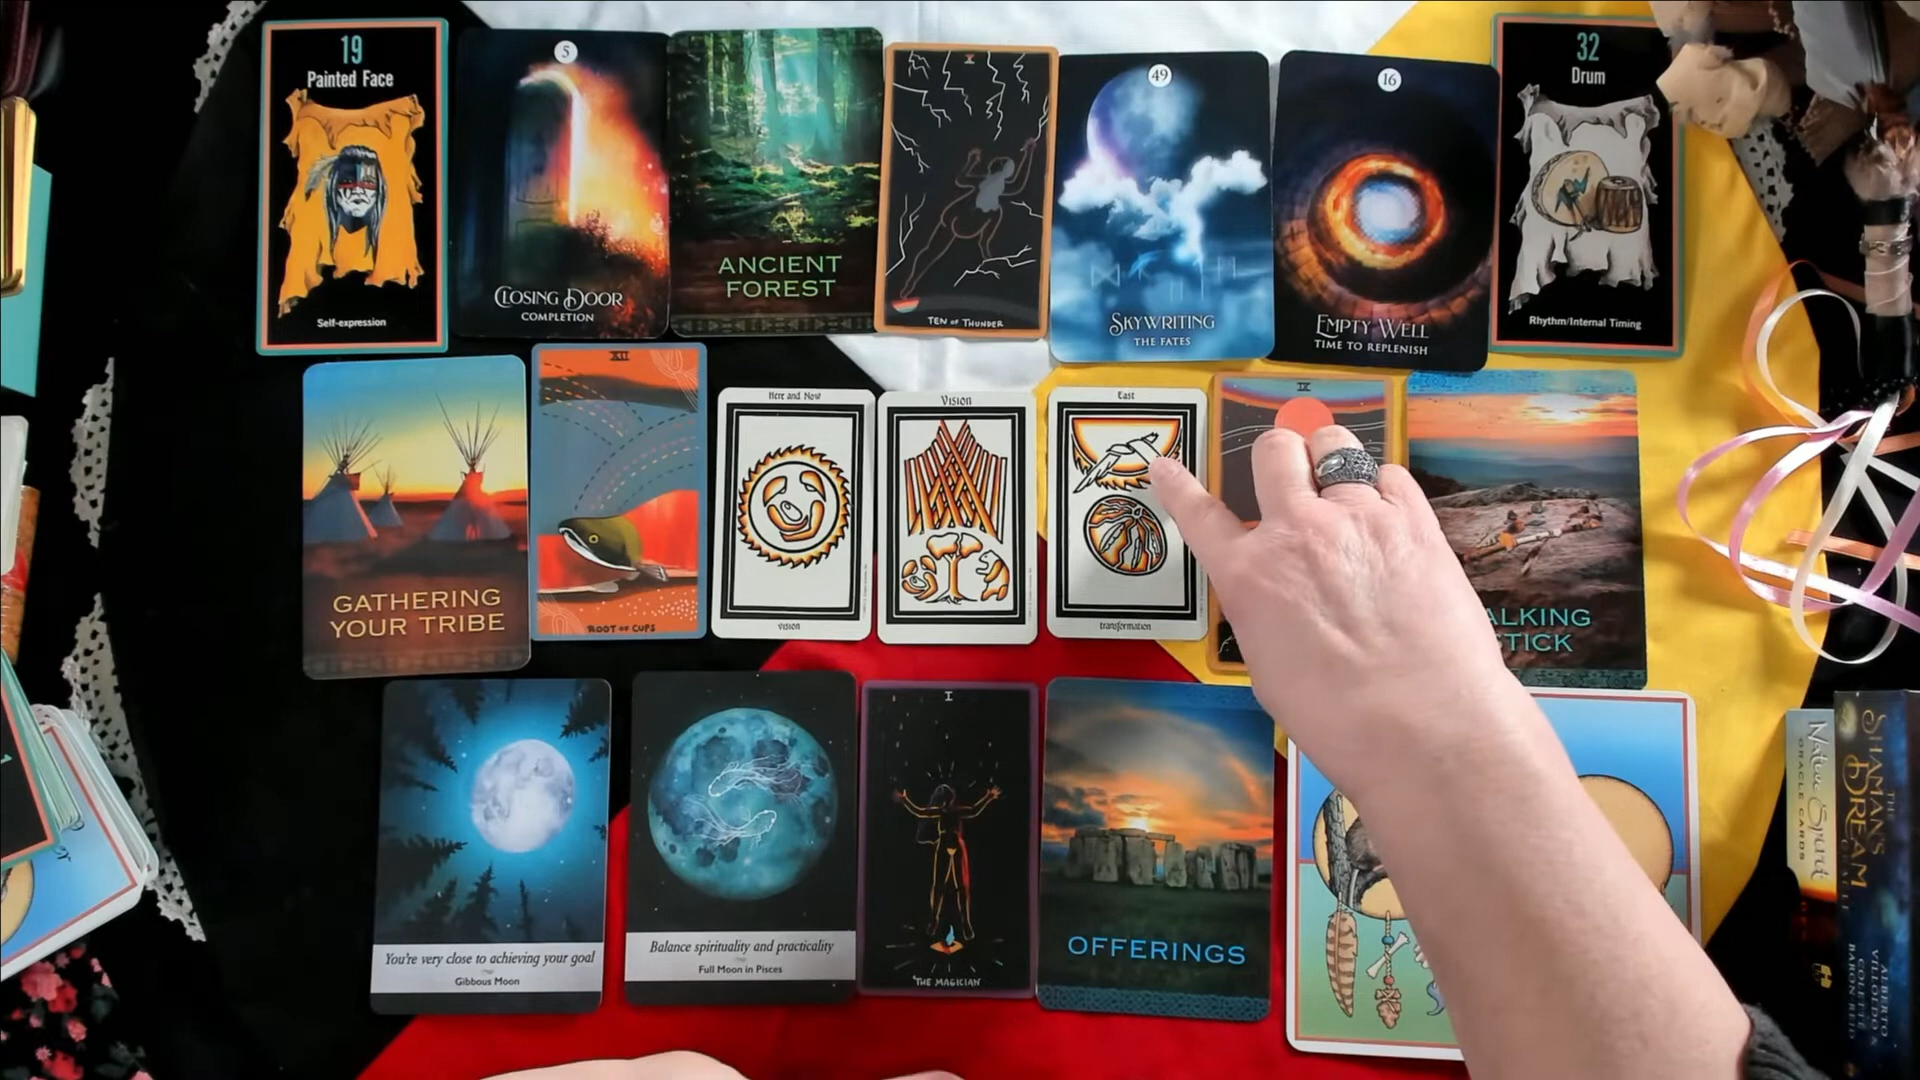 19
Painted Face
Self-expression
5
CLOSING DOOR
COMPLETION
ANCIENT
FOREST
X
TEN OF THUNDER
49
SKYWRITING
THE FATES
16
EMPTY WELL
TIME TO REPLENISH
32
Drum
Rhythm/Internal Timing
GATHERING
YOUR TRIBE
XII
ROOT OF CUPS
Here and Now
vision
Vision
East
transformation
IX
ALKING
STICK
You're very close to achieving your goal
Gibbous Moon
Balance spirituality and practicality
Full Moon in Pisces
I
THE MAGICIAN
OFFERINGS
Native Spirit
ORACLE CARDS
THE
SHAMAN'S
DREAM
ORACLE
ALBERTO
VILLOLDO
COLETTE
BARON-REID